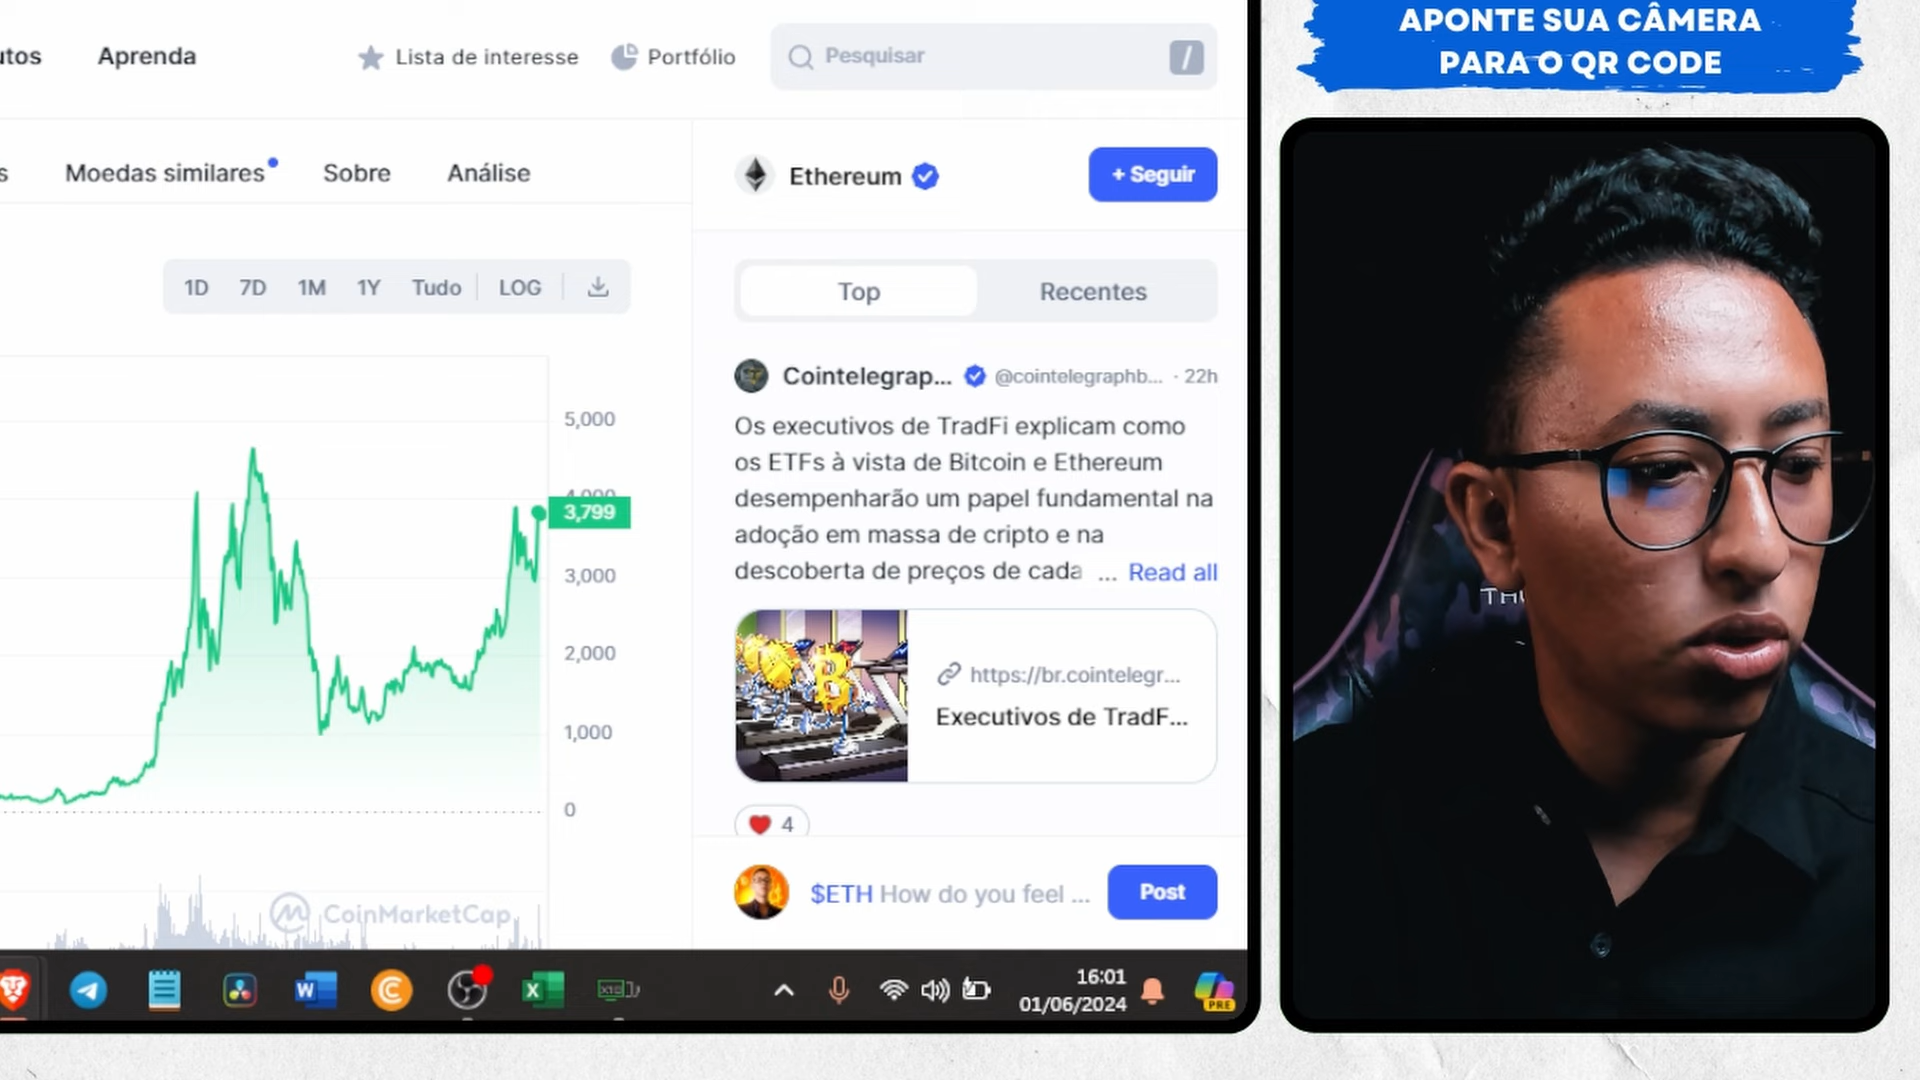 utos
Aprenda
Lista de interesse
Portfólio
Pesquisar
/
APONTE SUA CÂMERA
PARA O QR CODE
s
Moedas similares
Sobre
Análise
Ethereum
+ Seguir
1D 7D 1M 1Y Tudo LOG
Top
Recentes
Cointelegrap... @cointelegraphb... · 22h
Os executivos de TradFi explicam como
os ETFs à vista de Bitcoin e Ethereum
desempenharão um papel fundamental na
adoção em massa de cripto e na
descoberta de preços de cada ... Read all
https://br.cointelegr...
Executivos de TradF...
4
5,000
4,000
3,799
3,000
2,000
1,000
0
CoinMarketCap
$ETH How do you feel ...
Post
16:01
01/06/2024
PRE